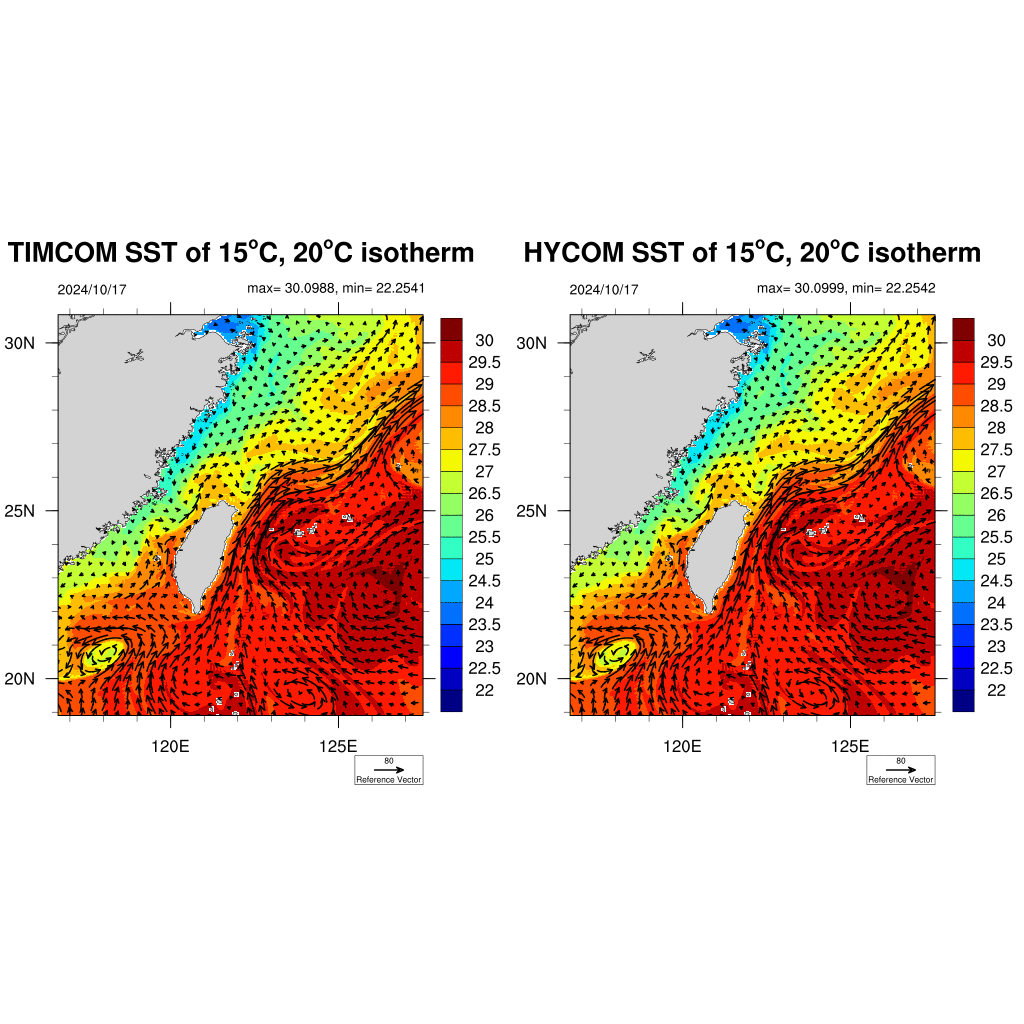 TIMCOM SST of 15°C, 20°C isotherm
2024/10/17
max= 30.0988, min= 22.2541
30N
25N
20N
120E
125E
30
29.5
29
28.5
28
27.5
27
26.5
26
25.5
25
24.5
24
23.5
23
22.5
22
80
Reference Vector
HYCOM SST of 15°C, 20°C isotherm
2024/10/17
max= 30.0999, min= 22.2542
30N
25N
20N
120E
125E
30
29.5
29
28.5
28
27.5
27
26.5
26
25.5
25
24.5
24
23.5
23
22.5
22
80
Reference Vector